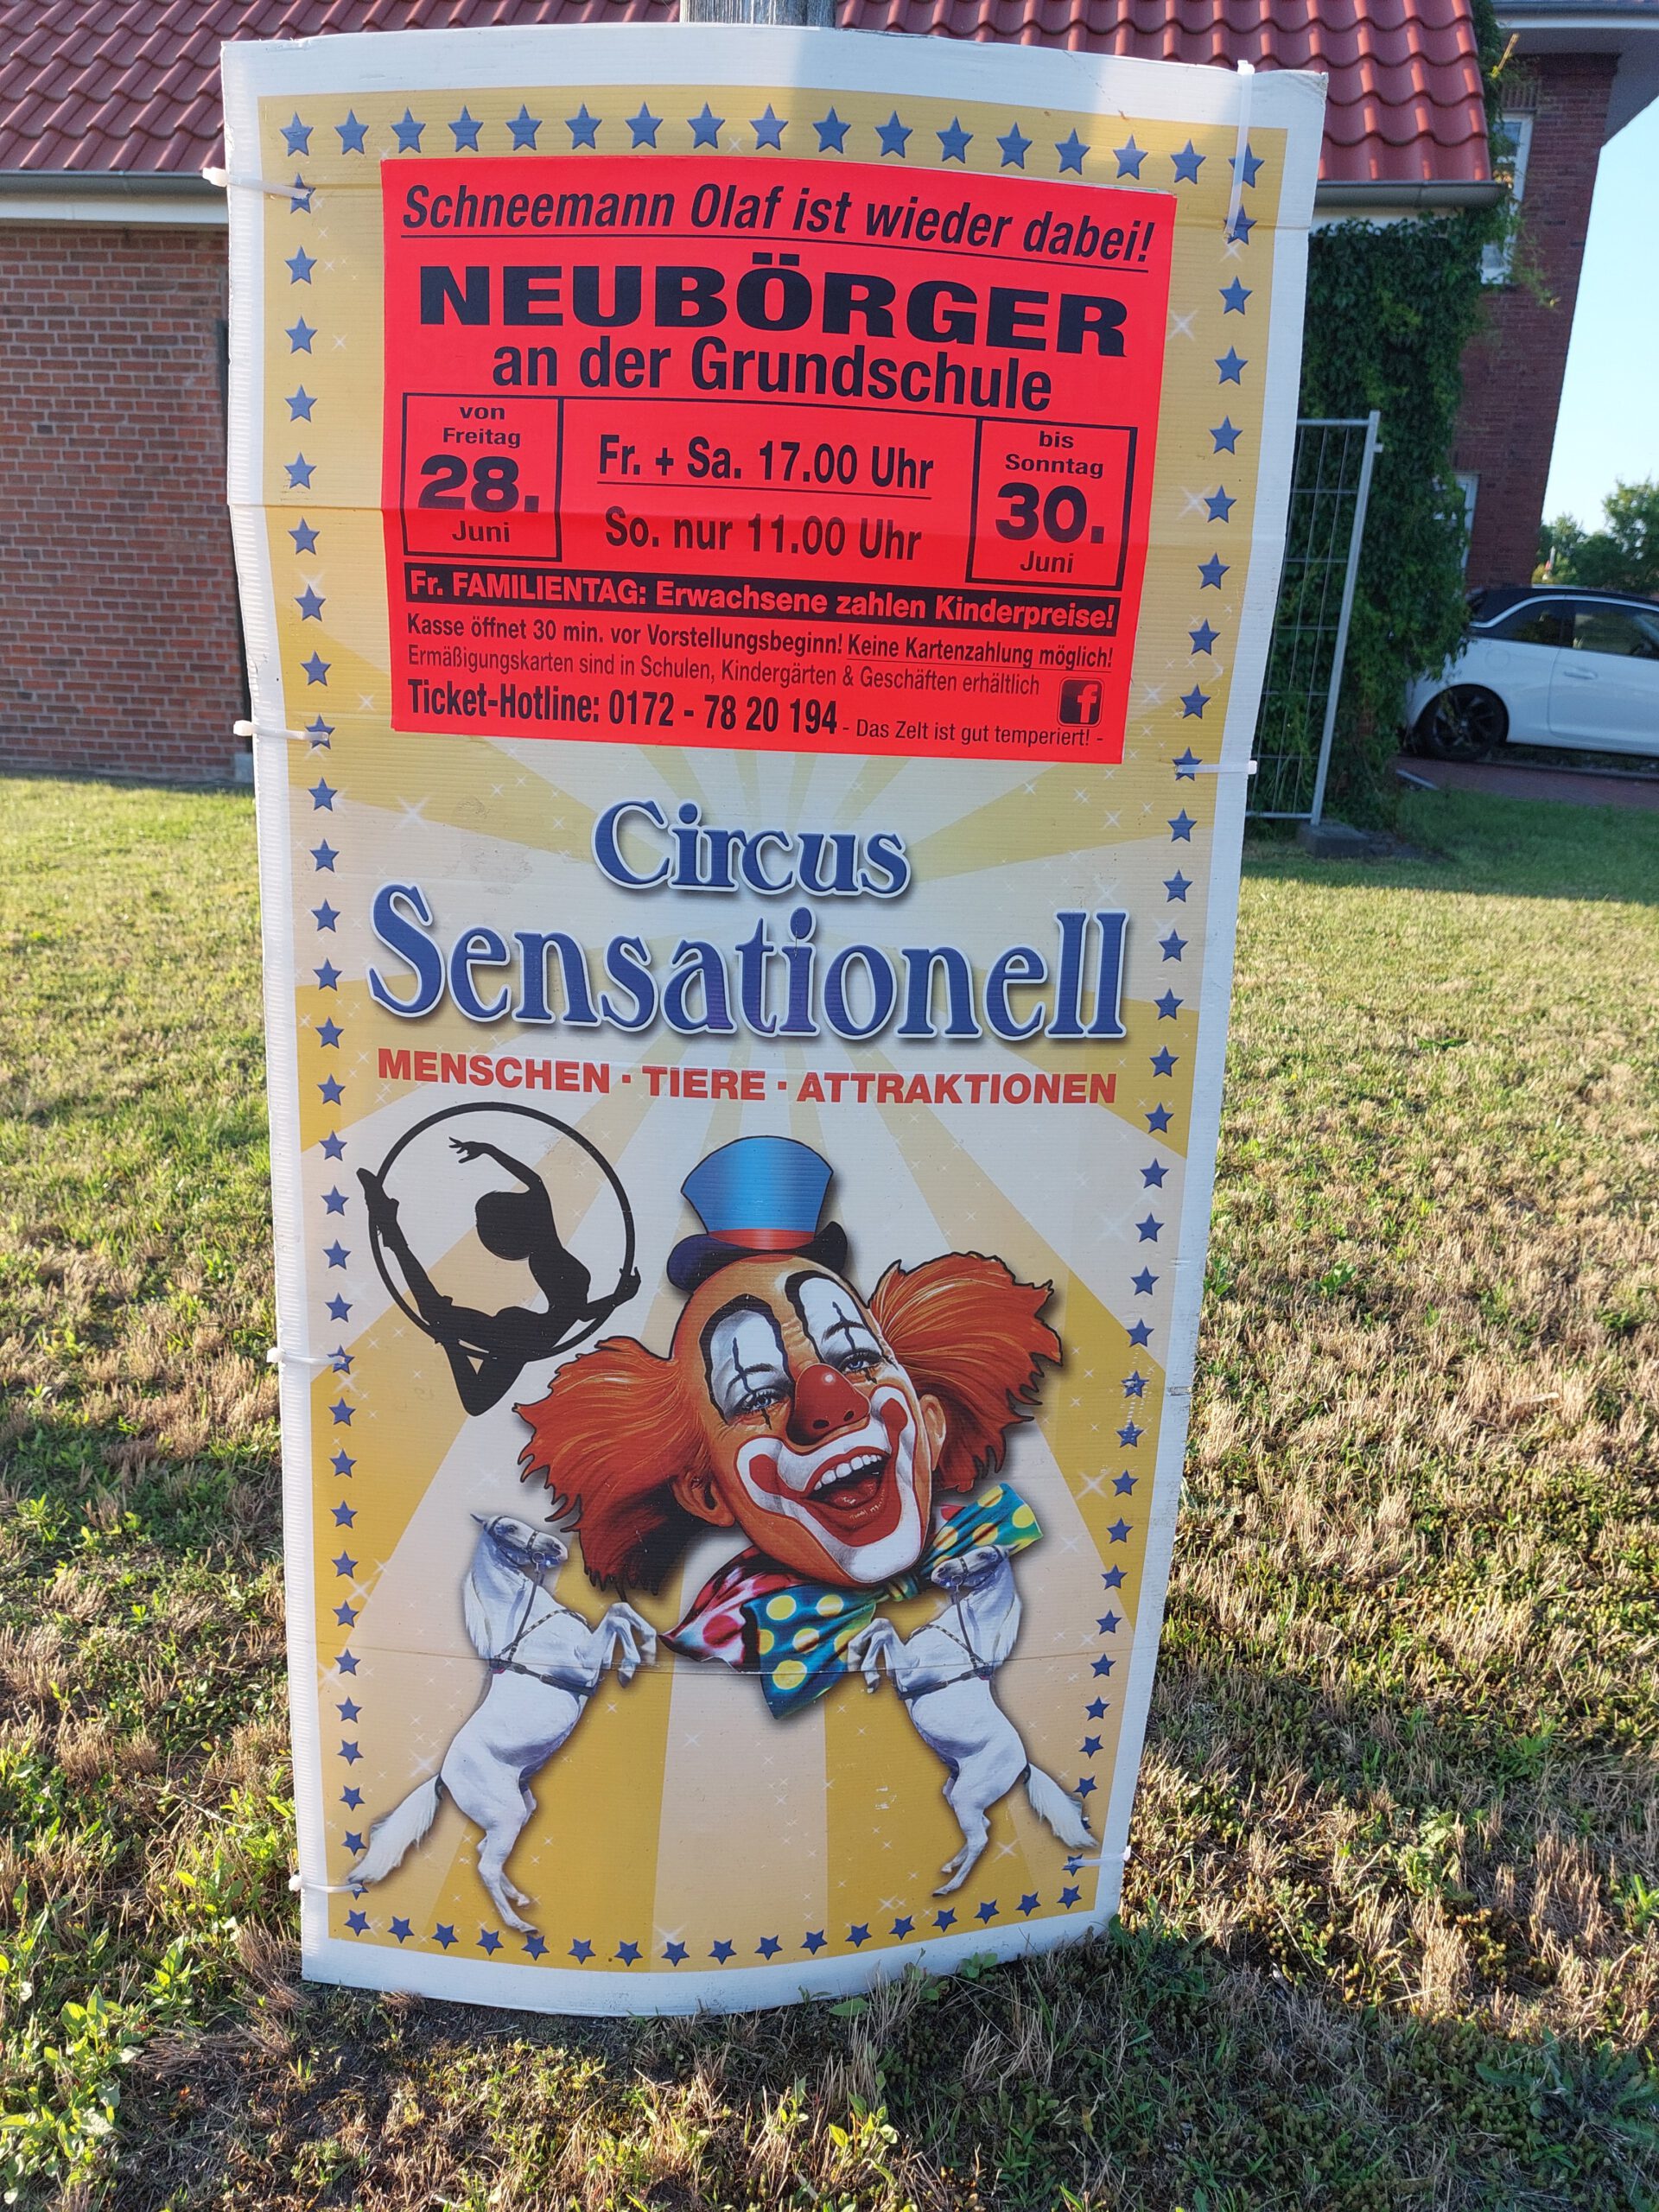 Schneemann Olaf ist wieder dabei!
NEUBÖRGER
an der Grundschule
von
Freitag
28.
Juni
Fr. + Sa. 17.00 Uhr
So. nur 11.00 Uhr
bis
Sonntag
30.
Juni
Fr. FAMILIENTAG: Erwachsene zahlen Kinderpreise!
Kasse öffnet 30 min. vor Vorstellungsbeginn! Keine Kartenzahlung möglich!
Ermäßigungskarten sind in Schulen, Kindergärten & Geschäften erhältlich
f
Ticket-Hotline: 0172 - 78 20 194 - Das Zelt ist gut temperiert! -
Circus
Sensationell
MENSCHEN · TIERE · ATTRAKTIONEN